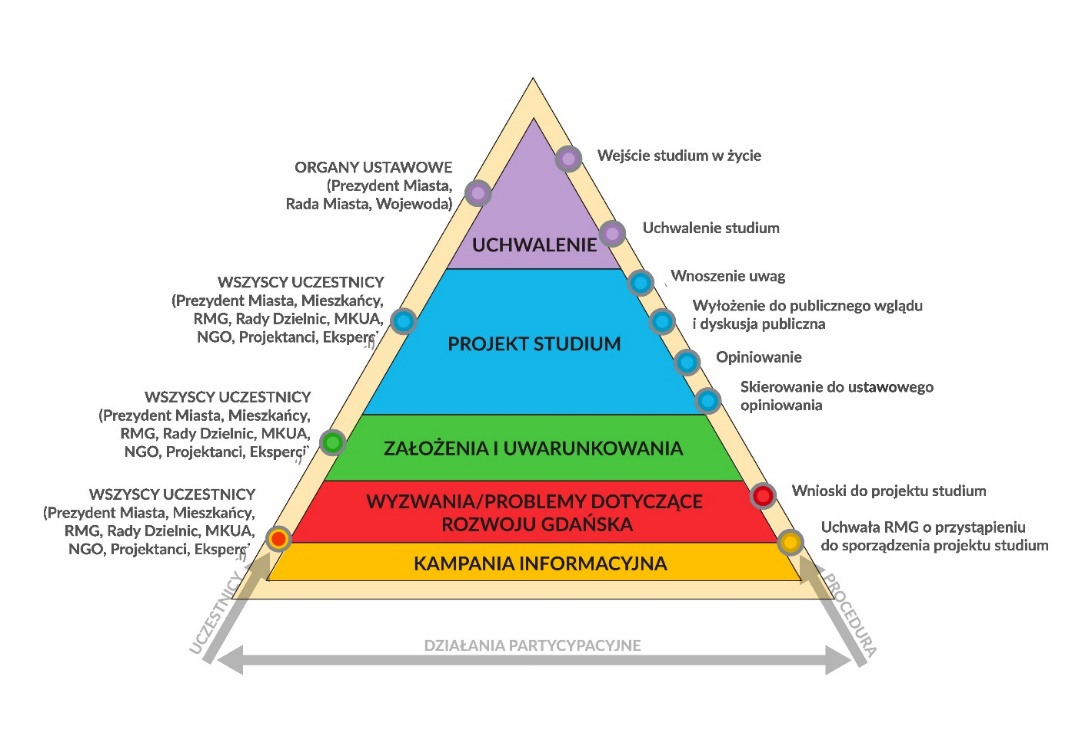 ORGANY USTAWOWE
(Prezydent Miasta,
Rada Miasta, Wojewoda)
Wejście studium w życie
Uchwalenie studium
UCHWALENIE
WSZYSCY UCZESTNICY
(Prezydent Miasta, Mieszkańcy,
RMG, Rady Dzielnic, MKUA,
NGO, Projektanci, Eksperci)
Wnoszenie uwag
Wyłożenie do publicznego wglądu
i dyskusja publiczna
PROJEKT STUDIUM
Opiniowanie
Skierowanie do ustawowego
opiniowania
WSZYSCY UCZESTNICY
(Prezydent Miasta, Mieszkańcy,
RMG, Rady Dzielnic, MKUA,
NGO, Projektanci, Eksperci)
ZAŁOŻENIA I UWARUNKOWANIA
WSZYSCY UCZESTNICY
(Prezydent Miasta, Mieszkańcy,
RMG, Rady Dzielnic, MKUA,
NGO, Projektanci, Eksperci)
WYZWANIA/PROBLEMY DOTYCZĄCE
ROZWOJU GDAŃSKA
Wnioski do projektu studium
Uchwała RMG o przystąpieniu
do sporządzenia projektu studium
KAMPANIA INFORMACYJNA
UCZESTNICY
PROCEDURA
DZIAŁANIA PARTYCYPACYJNE